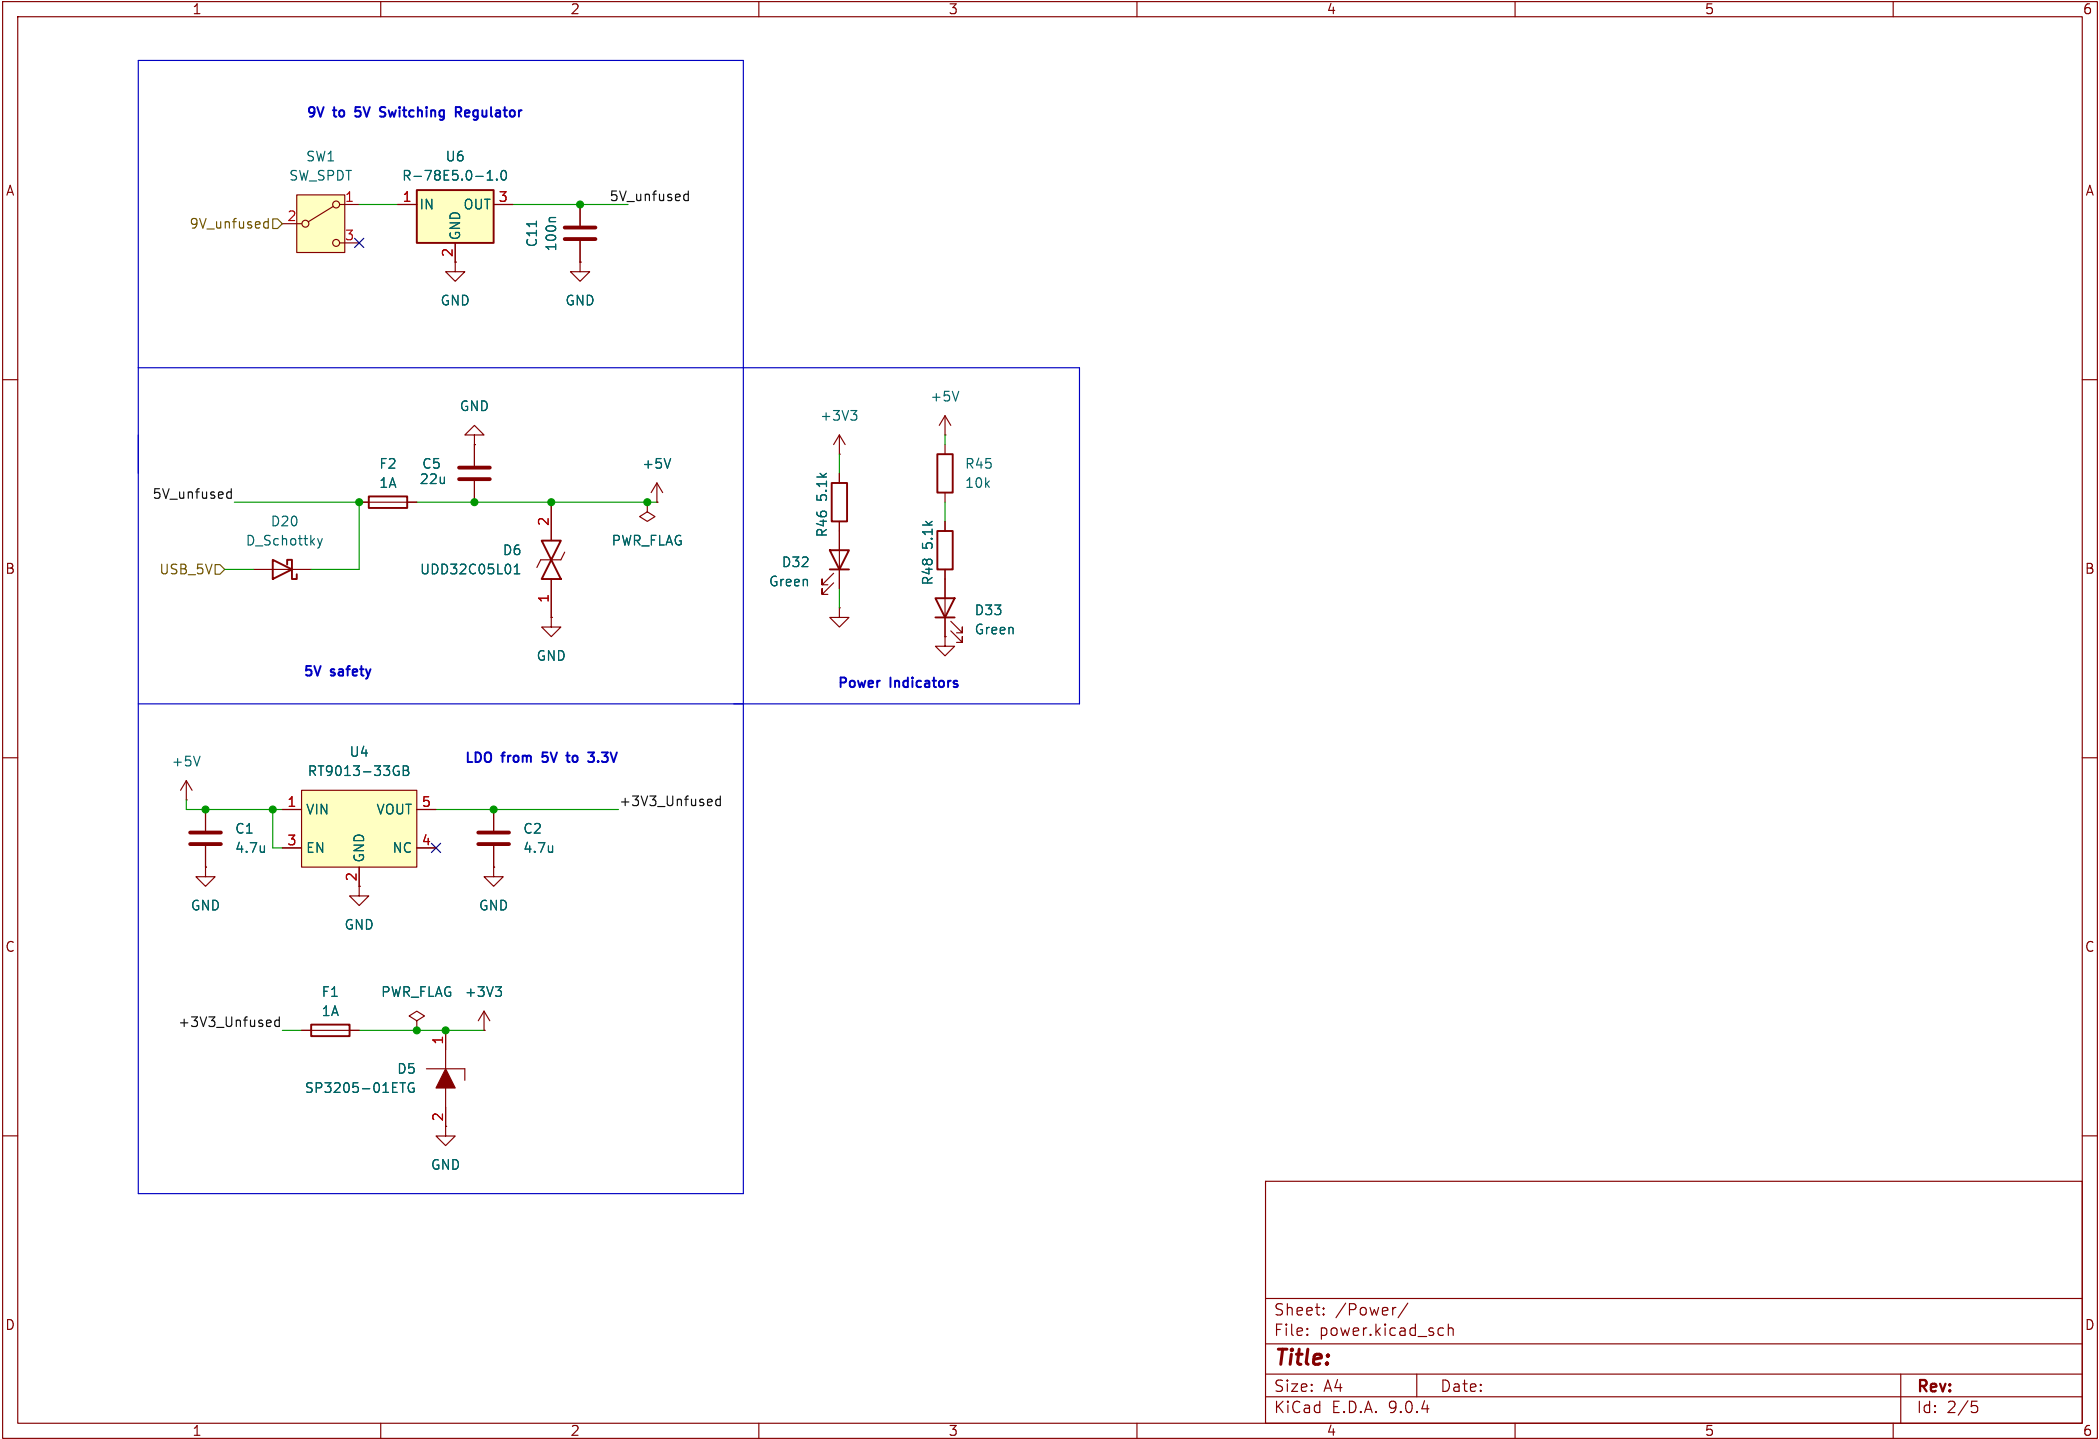 1 2 3 4 5 6
A
A
9V to 5V Switching Regulator
SW1
SW_SPDT
9V_unfused
2
1
3
U6
R-78E5.0-1.0
1
IN
OUT
3
GND
2
GND
C11
100n
GND
5V_unfused
B
B
5V_unfused
F2
1A
GND
C5
22u
+5V
PWR_FLAG
D20
D_Schottky
USB_5V
2
D6
UDD32C05L01
1
GND
5V safety
+3V3
R46 5.1k
D32
Green
+5V
R45
10k
R48 5.1k
D33
Green
Power Indicators
LDO from 5V to 3.3V
+5V
C1
4.7u
GND
U4
RT9013-33GB
1
VIN
VOUT
5
3
EN
GND
NC
4
2
GND
+3V3_Unfused
C2
4.7u
GND
C
C
+3V3_Unfused
F1
1A
PWR_FLAG
+3V3
1
D5
SP3205-01ETG
2
GND
D
D
Sheet: /Power/
File: power.kicad_sch
Title:
Size: A4
Date:
Rev:
KiCad E.D.A. 9.0.4
Id: 2/5
1 2 3 4 5 6